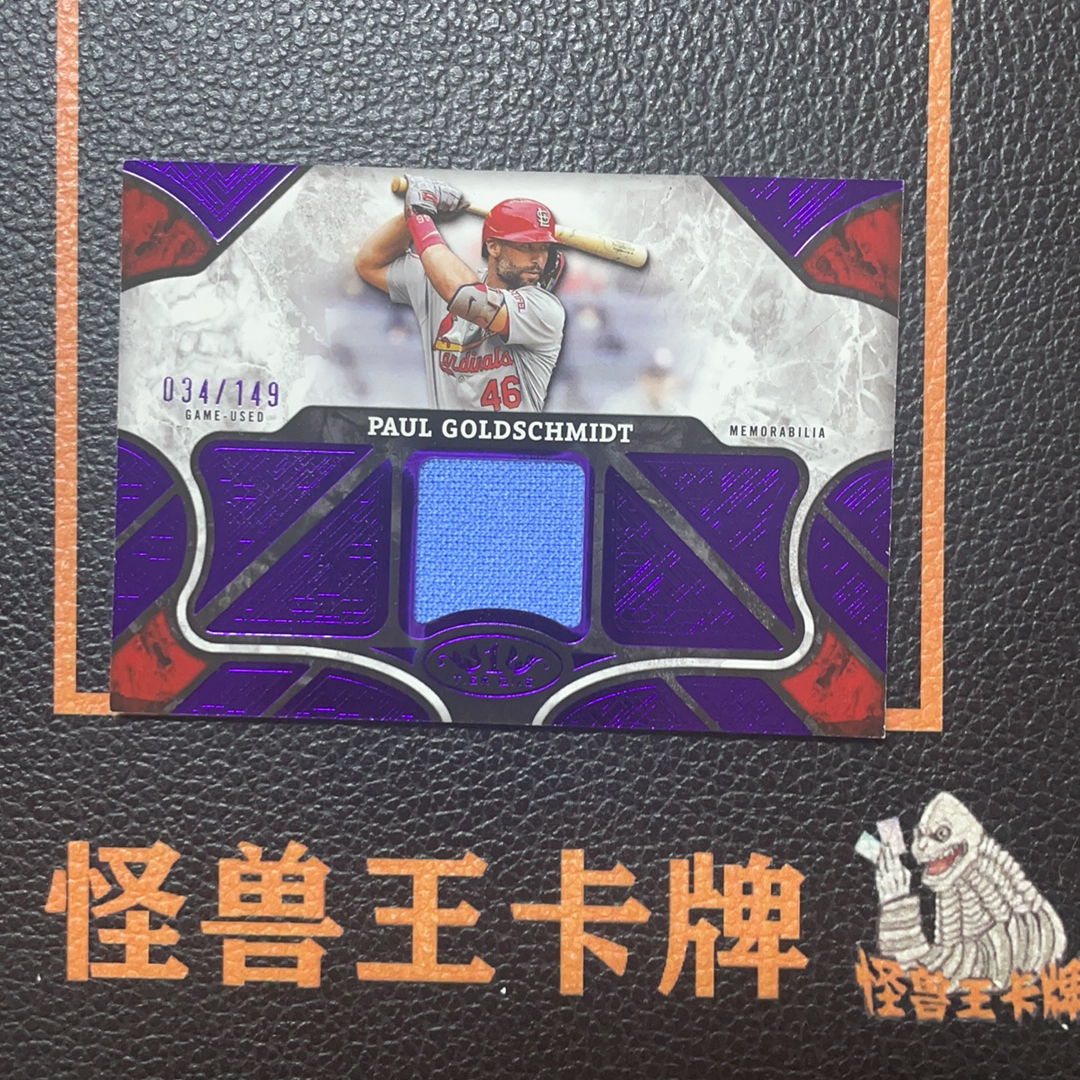 Cardinals
46
034/149
GAME-USED
PAUL GOLDSCHMIDT
MEMORABILIA
1
怪兽王卡牌
怪兽王卡牌